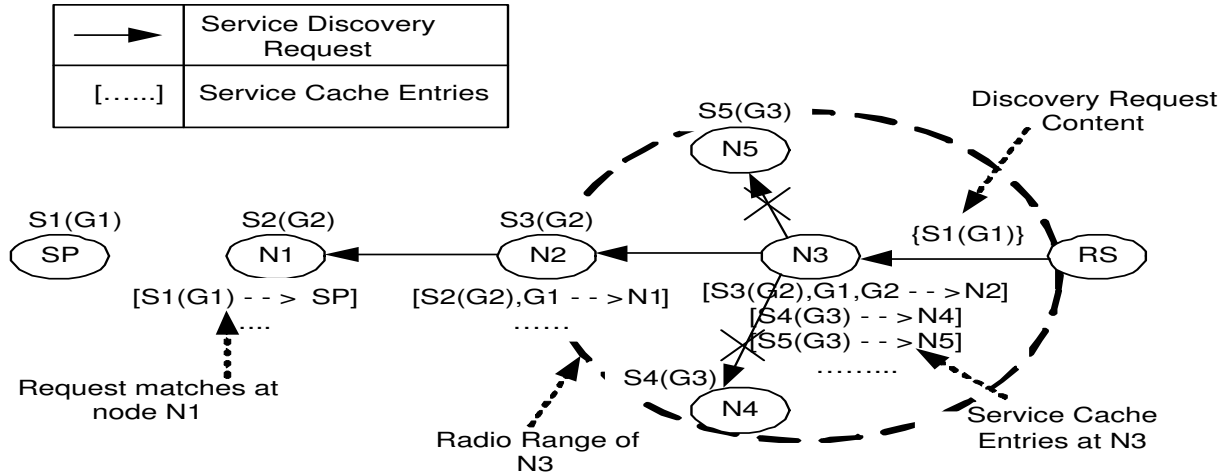 Service Discovery
Request
[......]
Service Cache Entries
Discovery Request
Content
S5(G3)
N5
S1(G1)
S2(G2)
S3(G2)
{S1(G1)}
SP
N1
N2
N3
RS
[S1(G1) - - > SP]
[S2(G2),G1 - - >N1]
[S3(G2),G1,G2 - - >N2]
....
......
[S4(G3) - - >N4]
[S5(G3) - - >N5]
.........
S4(G3)
N4
Request matches at
node N1
Radio Range of
N3
Service Cache
Entries at N3